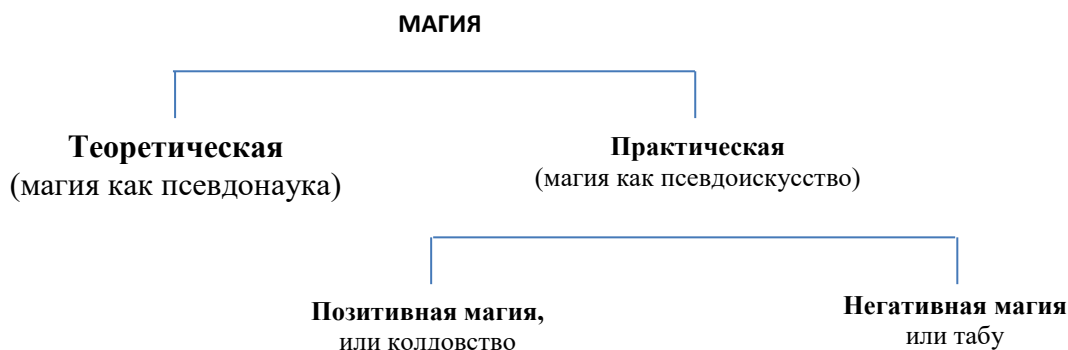 МАГИЯ
Теоретическая
(магия как псевдонаука)
Практическая
(магия как псевдоискусство)
Позитивная магия,
или колдовство
Негативная магия
или табу